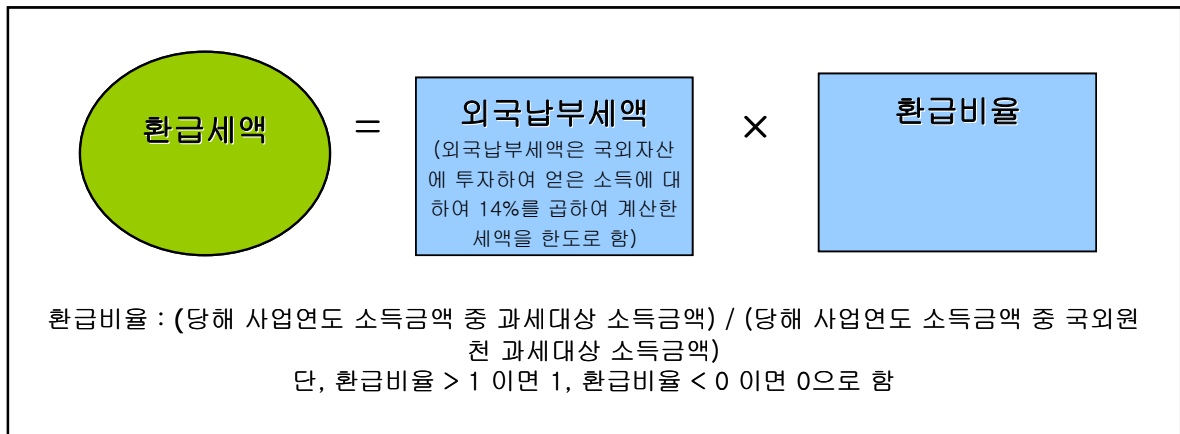 환급세액
=
외국납부세액
(외국납부세액은 국외자산
에 투자하여 얻은 소득에 대
하여 14%를 곱하여 계산한
세액을 한도로 함)
×
환급비율
환급비율 : (당해 사업연도 소득금액 중 과세대상 소득금액) / (당해 사업연도 소득금액 중 국외원
천 과세대상 소득금액)
단, 환급비율 > 1 이면 1, 환급비율 < 0 이면 0으로 함